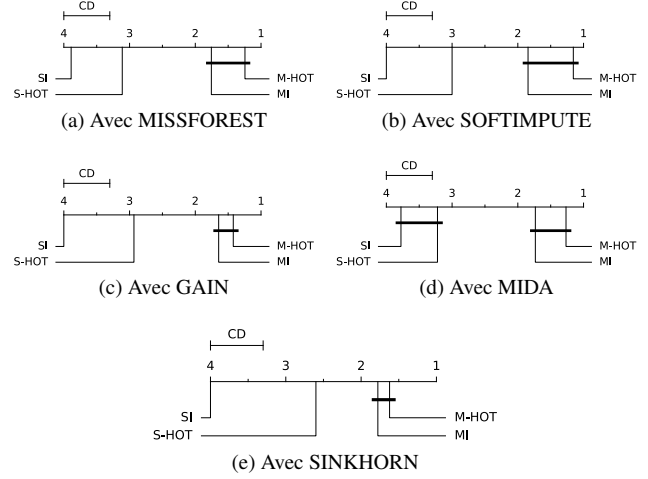 CD
4 3 2 1
SI M-HOT
S-HOT MI
(a) Avec MISSFOREST
CD
4 3 2 1
SI M-HOT
S-HOT MI
(b) Avec SOFTIMPUTE
CD
4 3 2 1
SI M-HOT
S-HOT MI
(c) Avec GAIN
CD
4 3 2 1
SI M-HOT
S-HOT MI
(d) Avec MIDA
CD
4 3 2 1
SI M-HOT
S-HOT MI
(e) Avec SINKHORN